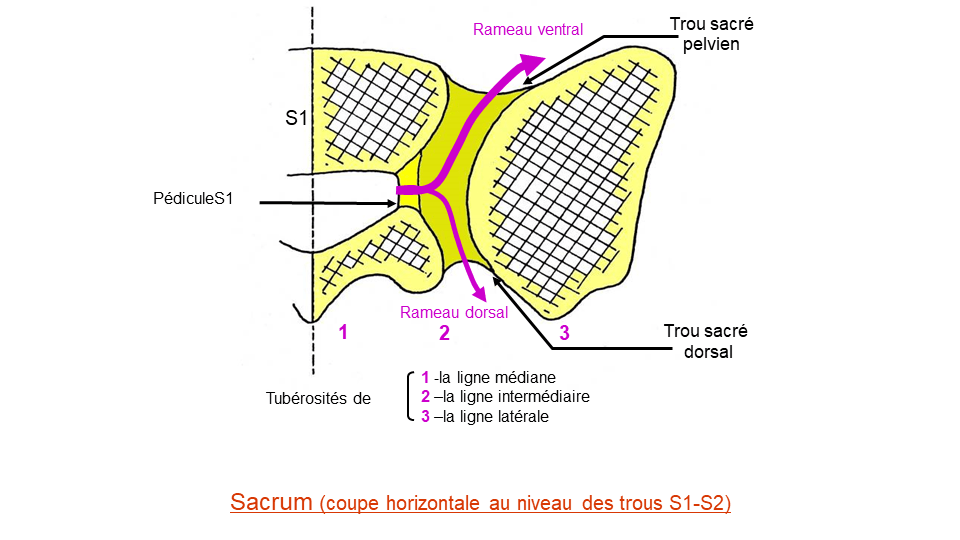 Rameau ventral
Trou sacré
pelvien
S1
PédiculeS1
Rameau dorsal
1 2 3
Trou sacré
dorsal
Tubérosités de
1 -la ligne médiane
2 –la ligne intermédiaire
3 –la ligne latérale
Sacrum (coupe horizontale au niveau des trous S1-S2)